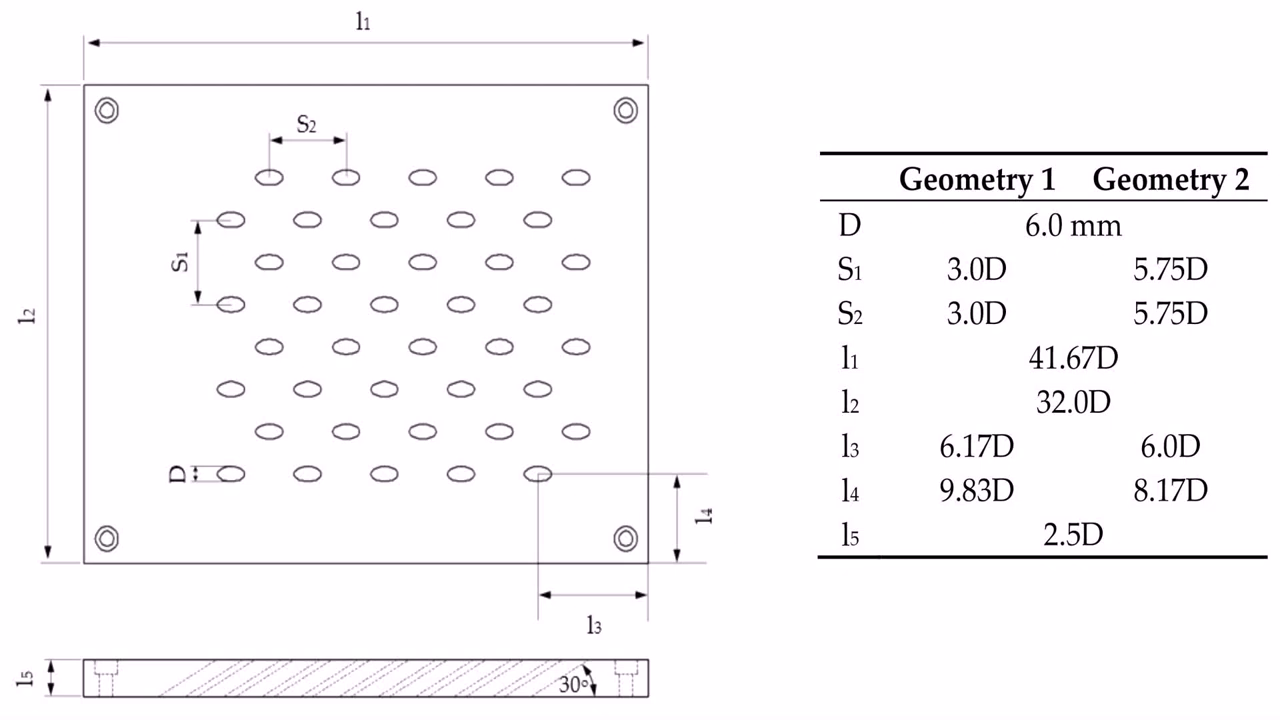 l1
S2
S1
l2
D
l4
l3
l5
30°
Geometry 1 Geometry 2
D 6.0 mm
S1 3.0D 5.75D
S2 3.0D 5.75D
l1 41.67D
l2 32.0D
l3 6.17D 6.0D
l4 9.83D 8.17D
l5 2.5D